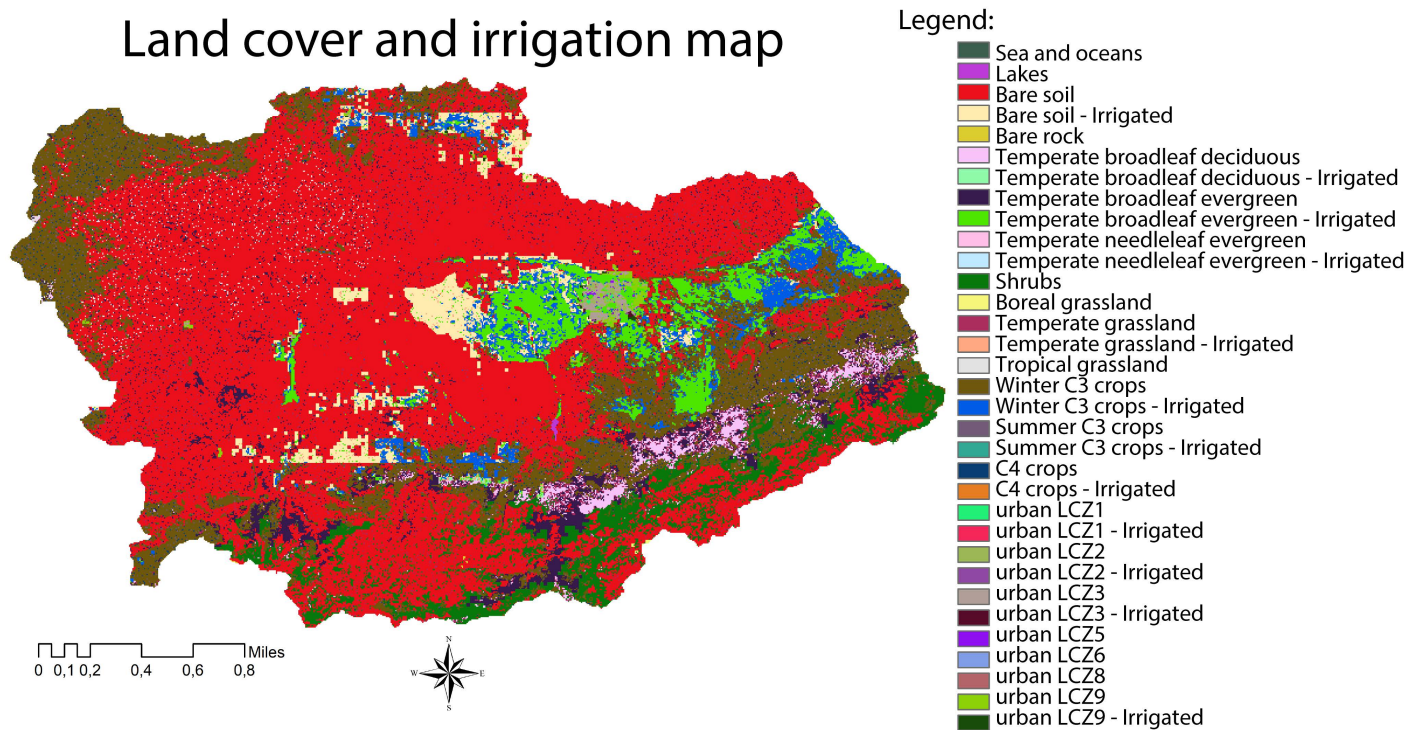 Land cover and irrigation map
Legend:
Sea and oceans
Lakes
Bare soil
Bare soil - Irrigated
Bare rock
Temperate broadleaf deciduous
Temperate broadleaf deciduous - Irrigated
Temperate broadleaf evergreen
Temperate broadleaf evergreen - Irrigated
Temperate needleleaf evergreen
Temperate needleleaf evergreen - Irrigated
Shrubs
Boreal grassland
Temperate grassland
Temperate grassland - Irrigated
Tropical grassland
Winter C3 crops
Winter C3 crops - Irrigated
Summer C3 crops
Summer C3 crops - Irrigated
C4 crops
C4 crops - Irrigated
urban LCZ1
urban LCZ1 - Irrigated
urban LCZ2
urban LCZ2 - Irrigated
urban LCZ3
urban LCZ3 - Irrigated
urban LCZ5
urban LCZ6
urban LCZ8
urban LCZ9
urban LCZ9 - Irrigated
Miles
0 0,1 0,2 0,4 0,6 0,8
N
W E
S